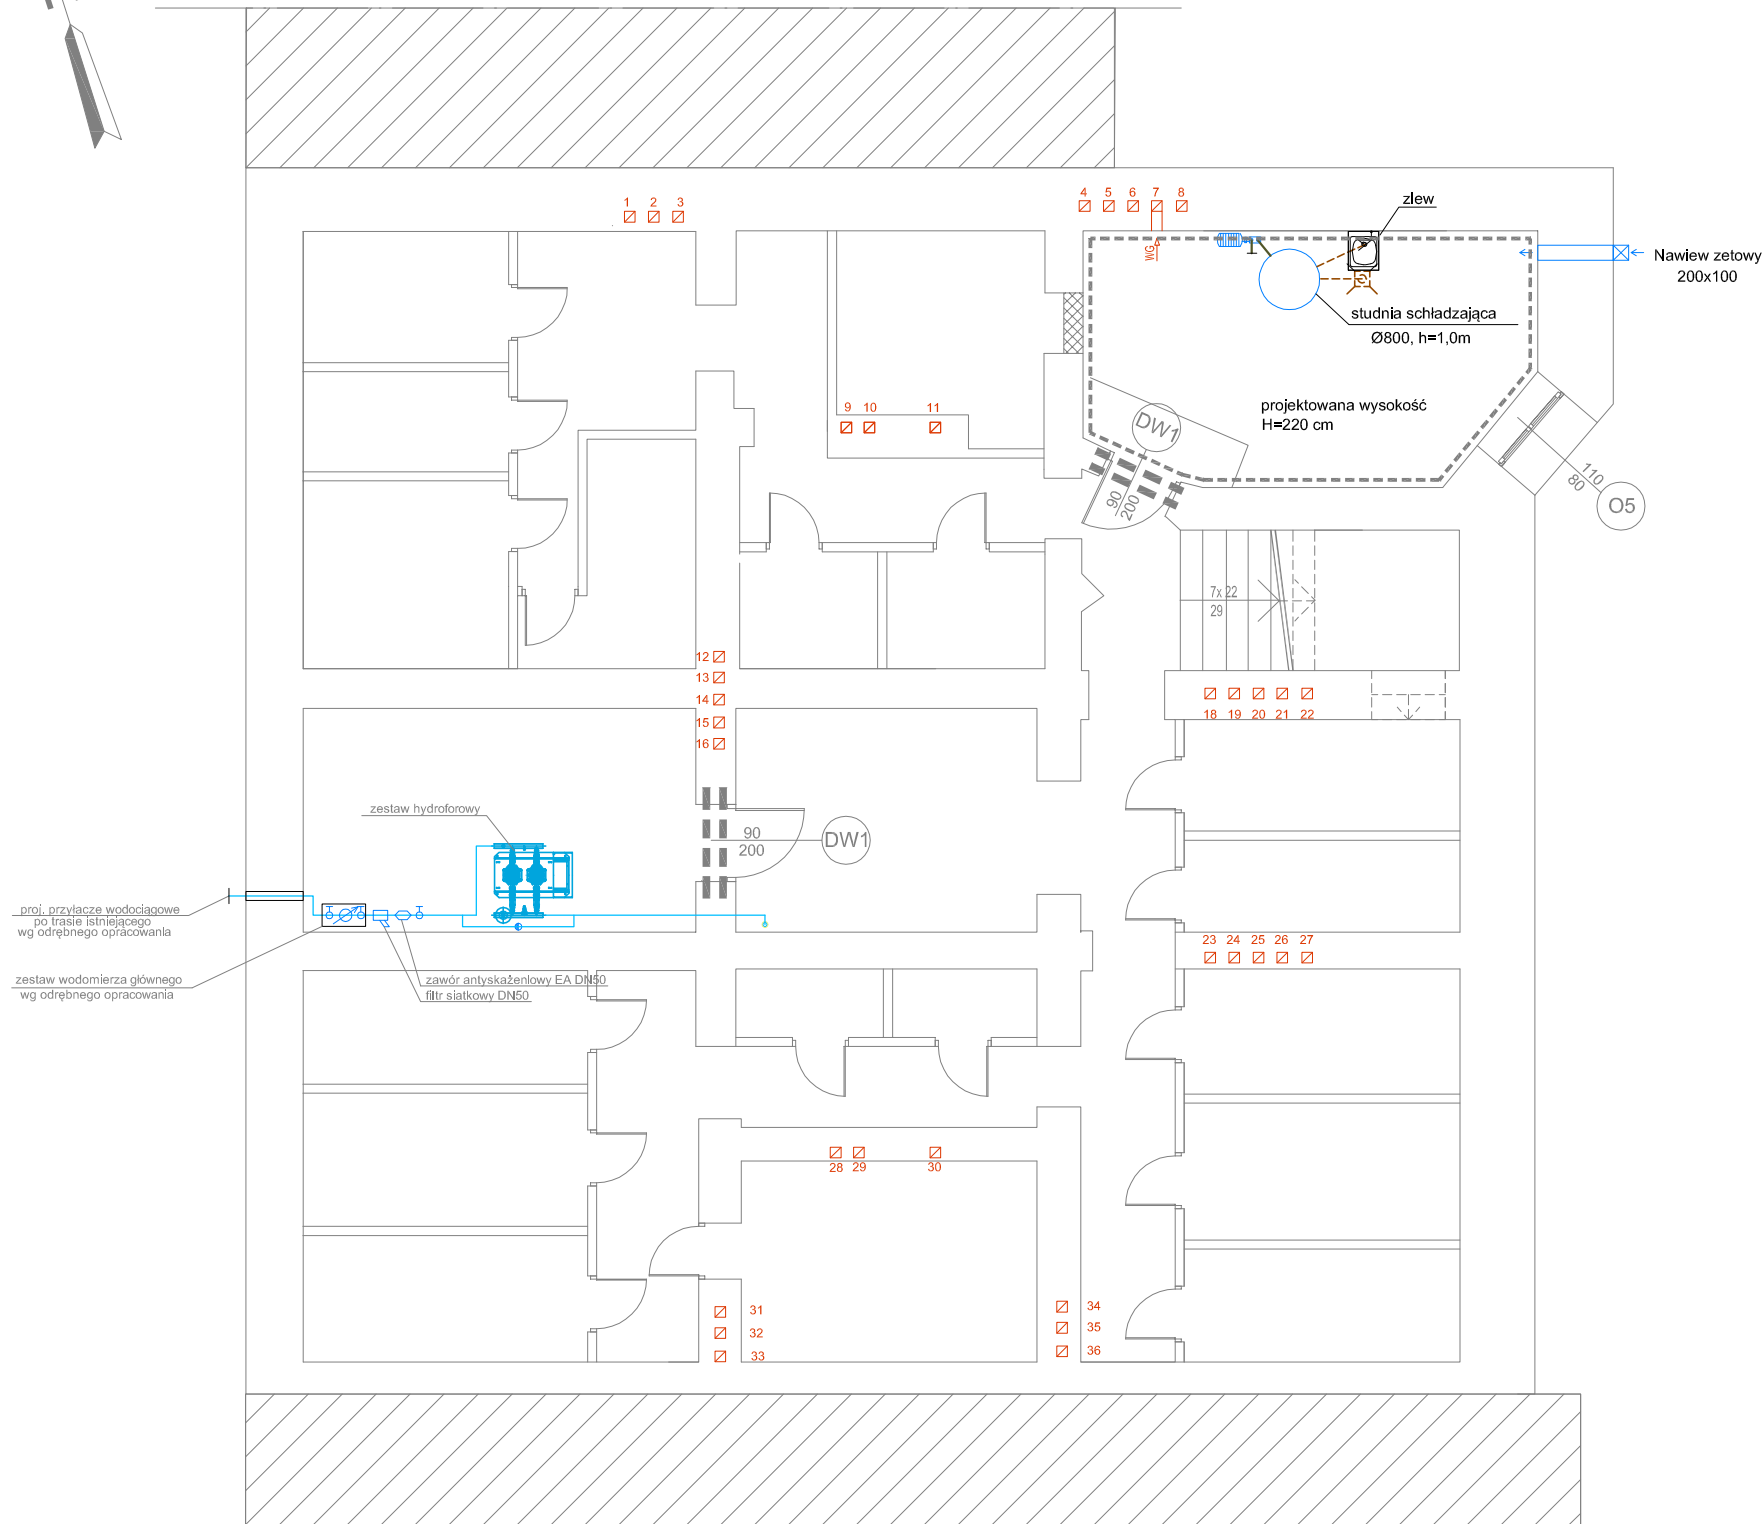 1 2 3
4 5 6 7 8
zlew
WG
Nawiew zetowy
200x100
studnia schładzająca
Ø800, h=1,0m
9 10 11
projektowana wysokość
H=220 cm
DW1
90
200
110
80
O5
7x 22
29
12
13
14
15
16
18 19 20 21 22
zestaw hydroforowy
90
200
DW1
proj. przyłącze wodociągowe
po trasie istniejącego
wg odrębnego opracowania
23 24 25 26 27
zestaw wodomierza głównego
wg odrębnego opracowania
zawór antyskażeniowy EA DN50
filtr siatkowy DN50
28 29 30
31
32
33
34
35
36